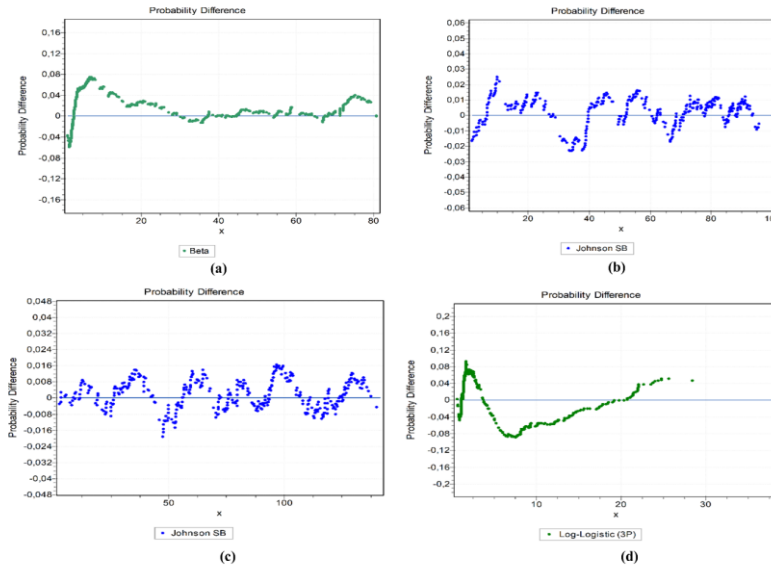 Probability Difference
0,16
0,12
0,08
0,04
0
-0,04
-0,08
-0,12
-0,16
Probability Difference
20
40
60
80
x
Beta
(a)
Probability Difference
0,06
0,05
0,04
0,03
0,02
0,01
0
-0,01
-0,02
-0,03
-0,04
-0,05
-0,06
Probability Difference
20
40
60
80
x
Johnson SB
(b)
Probability Difference
0,048
0,04
0,032
0,024
0,016
0,008
0
-0,008
-0,016
-0,024
-0,032
-0,04
-0,048
Probability Difference
50
100
x
Johnson SB
(c)
Probability Difference
0,2
0,16
0,12
0,08
0,04
0
-0,04
-0,08
-0,12
-0,16
-0,2
Probability Difference
10
20
30
x
Log-Logistic (3P)
(d)